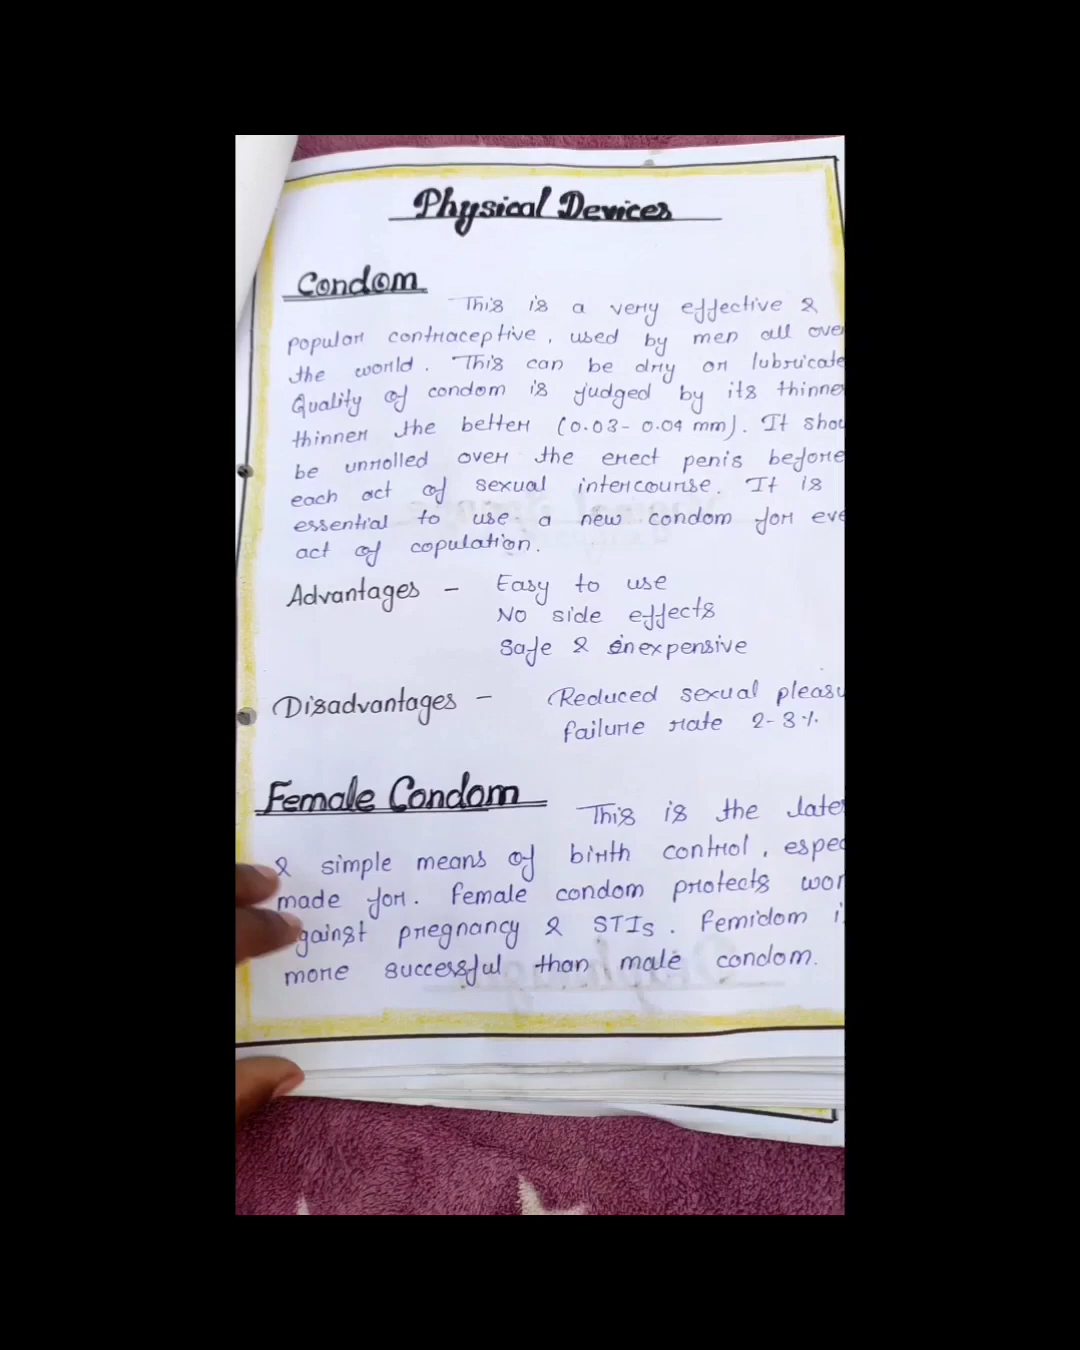 Physical Devices
Condom
This is a very effective &
popular contraceptive, used by men all over
the world. This can be dry or lubricate
Quality of condom is judged by its thinner
thinner the better (0.03-0.04 mm). It shou
be unrolled over the erect penis before
each act of sexual intercourse. It is
essential to use a new condom for eve
act of copulation.
Advantages - Easy to use
No side effects
Safe & inexpensive
Disadvantages - Reduced sexual pleasu
failure rate 2-3%
Female Condom
This is the late
& simple means of birth control, espec
made for. Female condom protects wom
against pregnancy & STIs. Femidom i
more successful than male condom.